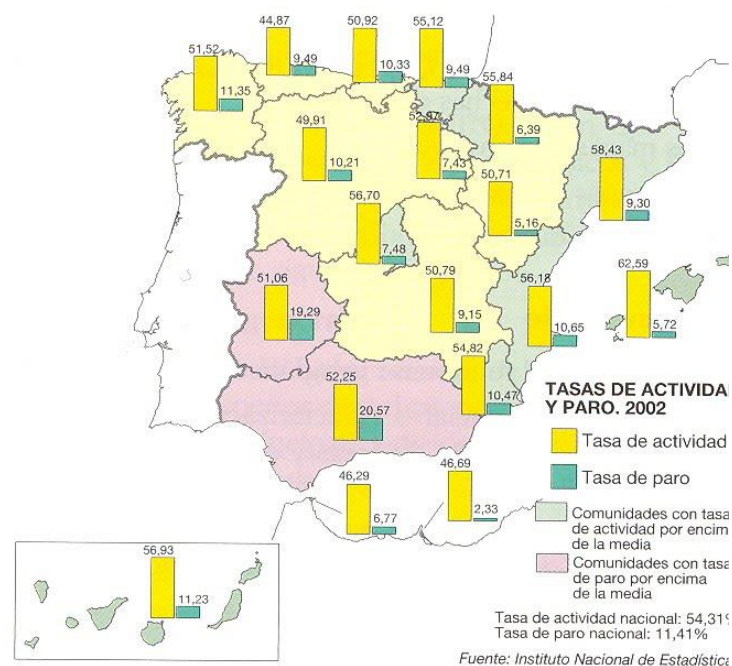 44,87
9,49
50,92
10,33
55,12
9,49
51,52
11,35
55,84
6,39
49,91
10,21
7,43
58,43
9,30
50,71
5,16
56,70
7,48
62,59
5,72
51,06
19,29
50,79
9,15
56,18
10,65
54,82
10,47
52,25
20,57
46,29
6,77
46,69
2,33
56,93
11,23
TASAS DE ACTIVIDA
Y PARO. 2002
Tasa de actividad
Tasa de paro
Comunidades con tasa
de actividad por encim
de la media
Comunidades con tasa
de paro por encima
de la media
Tasa de actividad nacional: 54,31%
Tasa de paro nacional: 11,41%
Fuente: Instituto Nacional de Estadística